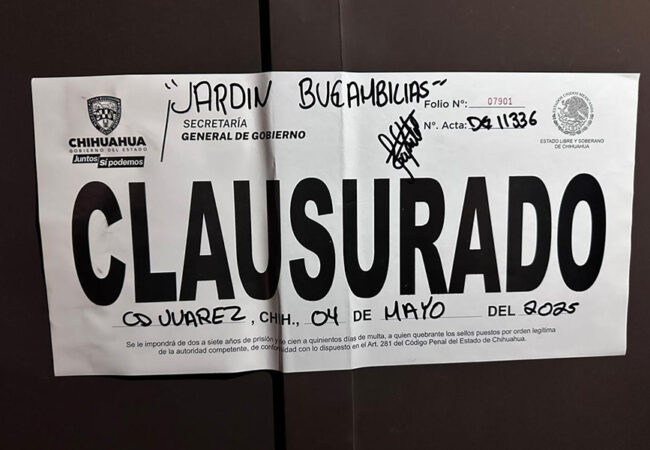 "JARDIN BUGAMBILIAS"
CHIHUAHUA
GOBIERNO DEL ESTADO
Juntos Sí podemos
SECRETARÍA
GENERAL DE GOBIERNO
Folio N°: 07901
N°. Acta: DG 11336
ESTADO LIBRE Y SOBERANO
DE CHIHUAHUA
CLAUSURADO
CD JUAREZ, CHIH., 04 DE MAYO DEL 2025
Se le impondrá de dos a siete años de prisión y de cien a quinientos días de multa, a quien quebrante los sellos puestos por orden legítima
de la autoridad competente, de conformidad con lo dispuesto en el Art. 281 del Código Penal del Estado de Chihuahua.